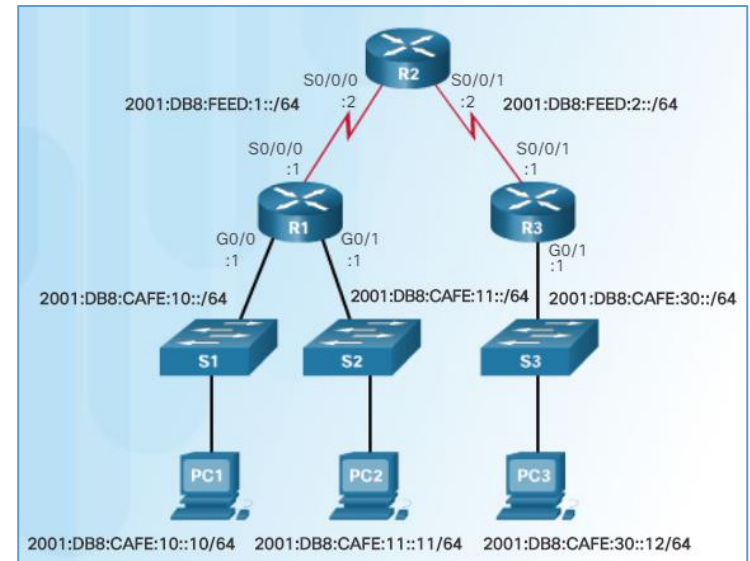 R2
S0/0/0 S0/0/1
:2 :2
2001:DB8:FEED:1::/64 2001:DB8:FEED:2::/64
S0/0/0 S0/0/1
:1 :1
R1 R3
G0/0 G0/1 G0/1
:1 :1 :1
2001:DB8:CAFE:10::/64 2001:DB8:CAFE:11::/64 2001:DB8:CAFE:30::/64
S1 S2 S3
PC1 PC2 PC3
2001:DB8:CAFE:10::10/64 2001:DB8:CAFE:11::11/64 2001:DB8:CAFE:30::12/64